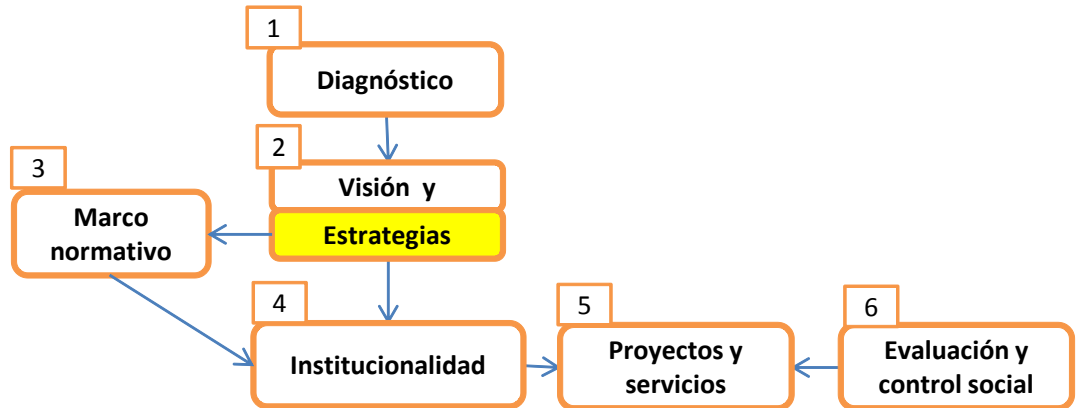 1
Diagnóstico
2
Visión y
Estrategias
3
Marco
normativo
4
Institucionalidad
5
Proyectos y
servicios
6
Evaluación y
control social